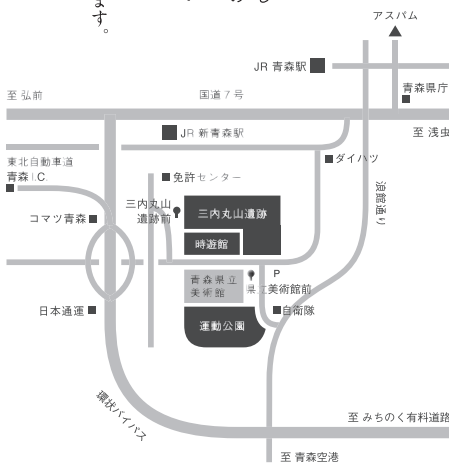 ます。
アスパム
JR 青森駅
青森県庁
至 弘前
国道7号
至 浅虫
JR 新青森駅
ダイハツ
東北自動車道
青森 I.C.
免許センター
浪館通り
三内丸山
遺跡前
三内丸山遺跡
コマツ青森
時遊館
青森県立
美術館
P
県立美術館前
自衛隊
日本通運
運動公園
環状バイパス
至 みちのく有料道路
至 青森空港